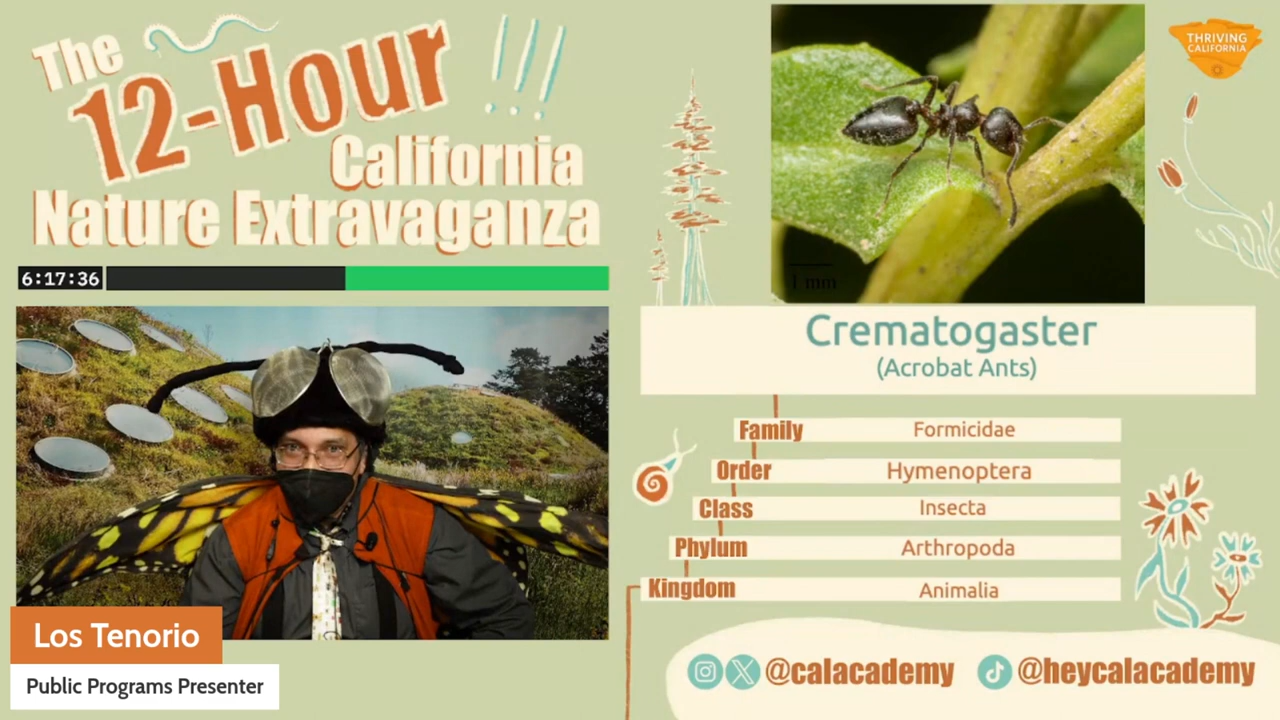 The
12-Hour
!!!
California
Nature Extravaganza
6:17:36
THRIVING
CALIFORNIA
1 mm
Crematogaster
(Acrobat Ants)
Family Formicidae
Order Hymenoptera
Class Insecta
Phylum Arthropoda
Kingdom Animalia
Los Tenorio
Public Programs Presenter
@calacademy @heycalacademy